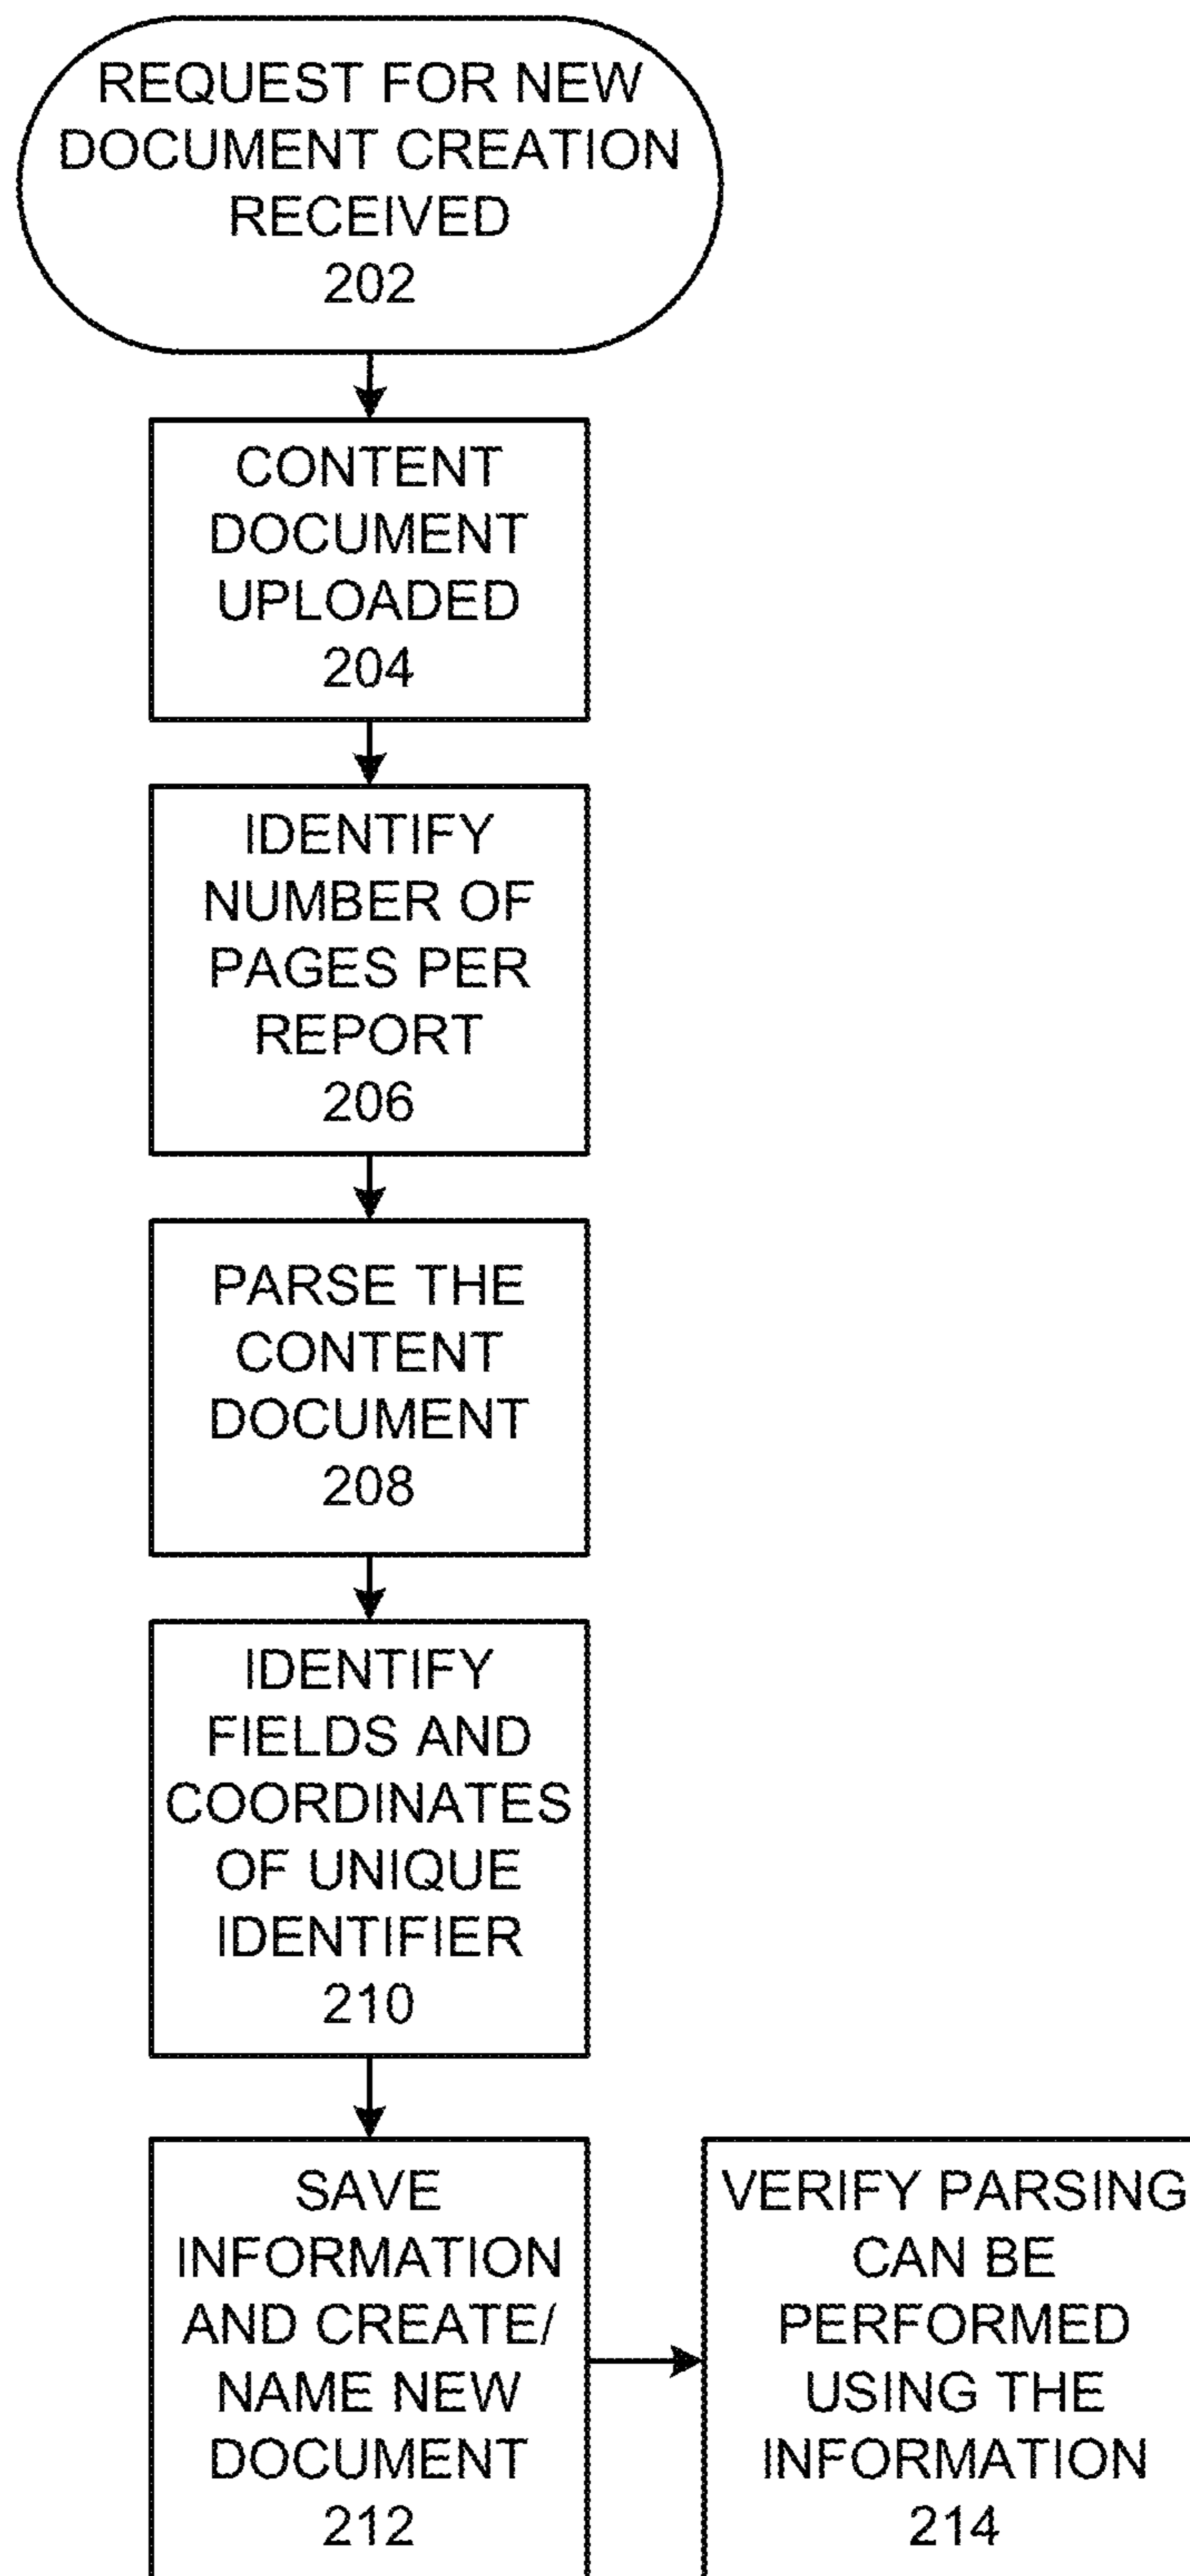 REQUEST FOR NEW
DOCUMENT CREATION
RECEIVED
202
CONTENT
DOCUMENT
UPLOADED
204
IDENTIFY
NUMBER OF
PAGES PER
REPORT
206
PARSE THE
CONTENT
DOCUMENT
208
IDENTIFY
FIELDS AND
COORDINATES
OF UNIQUE
IDENTIFIER
210
SAVE
INFORMATION
AND CREATE/
NAME NEW
DOCUMENT
212
VERIFY PARSING
CAN BE
PERFORMED
USING THE
INFORMATION
214